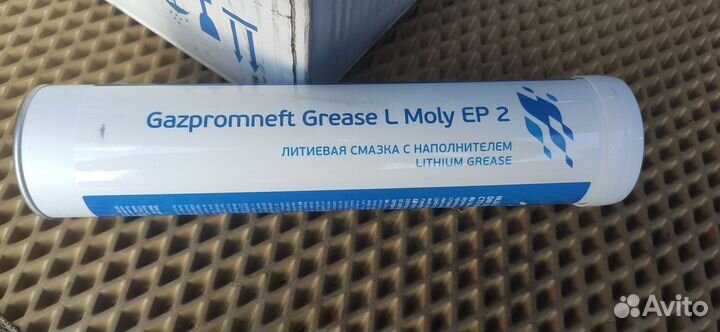 Gazpromneft Grease L Moly EP 2
ЛИТИЕВАЯ СМАЗКА С НАПОЛНИТЕЛЕМ
LITHIUM GREASE
Avito